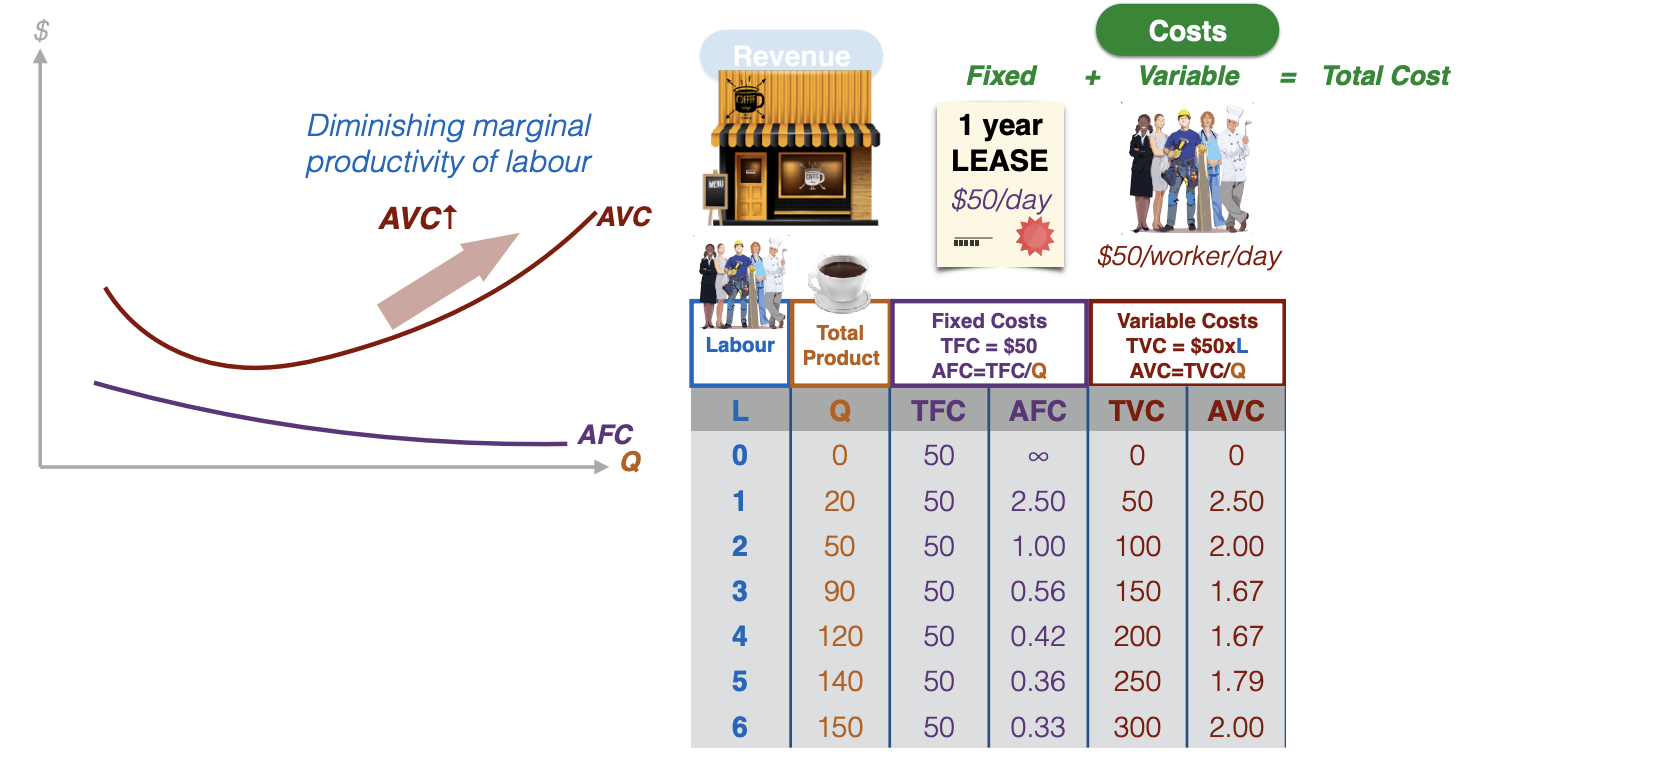 $
Diminishing marginal
productivity of labour
AVC↑
AVC
AFC
Q
Revenue
COFFEE
MENU
COFFEE
Costs
Fixed + Variable = Total Cost
1 year
LEASE
$50/day
$50/worker/day
Labour
Total
Product
Fixed Costs
TFC = $50
AFC=TFC/Q
Variable Costs
TVC = $50xL
AVC=TVC/Q
L Q TFC AFC TVC AVC
0 0 50 ∞ 0 0
1 20 50 2.50 50 2.50
2 50 50 1.00 100 2.00
3 90 50 0.56 150 1.67
4 120 50 0.42 200 1.67
5 140 50 0.36 250 1.79
6 150 50 0.33 300 2.00